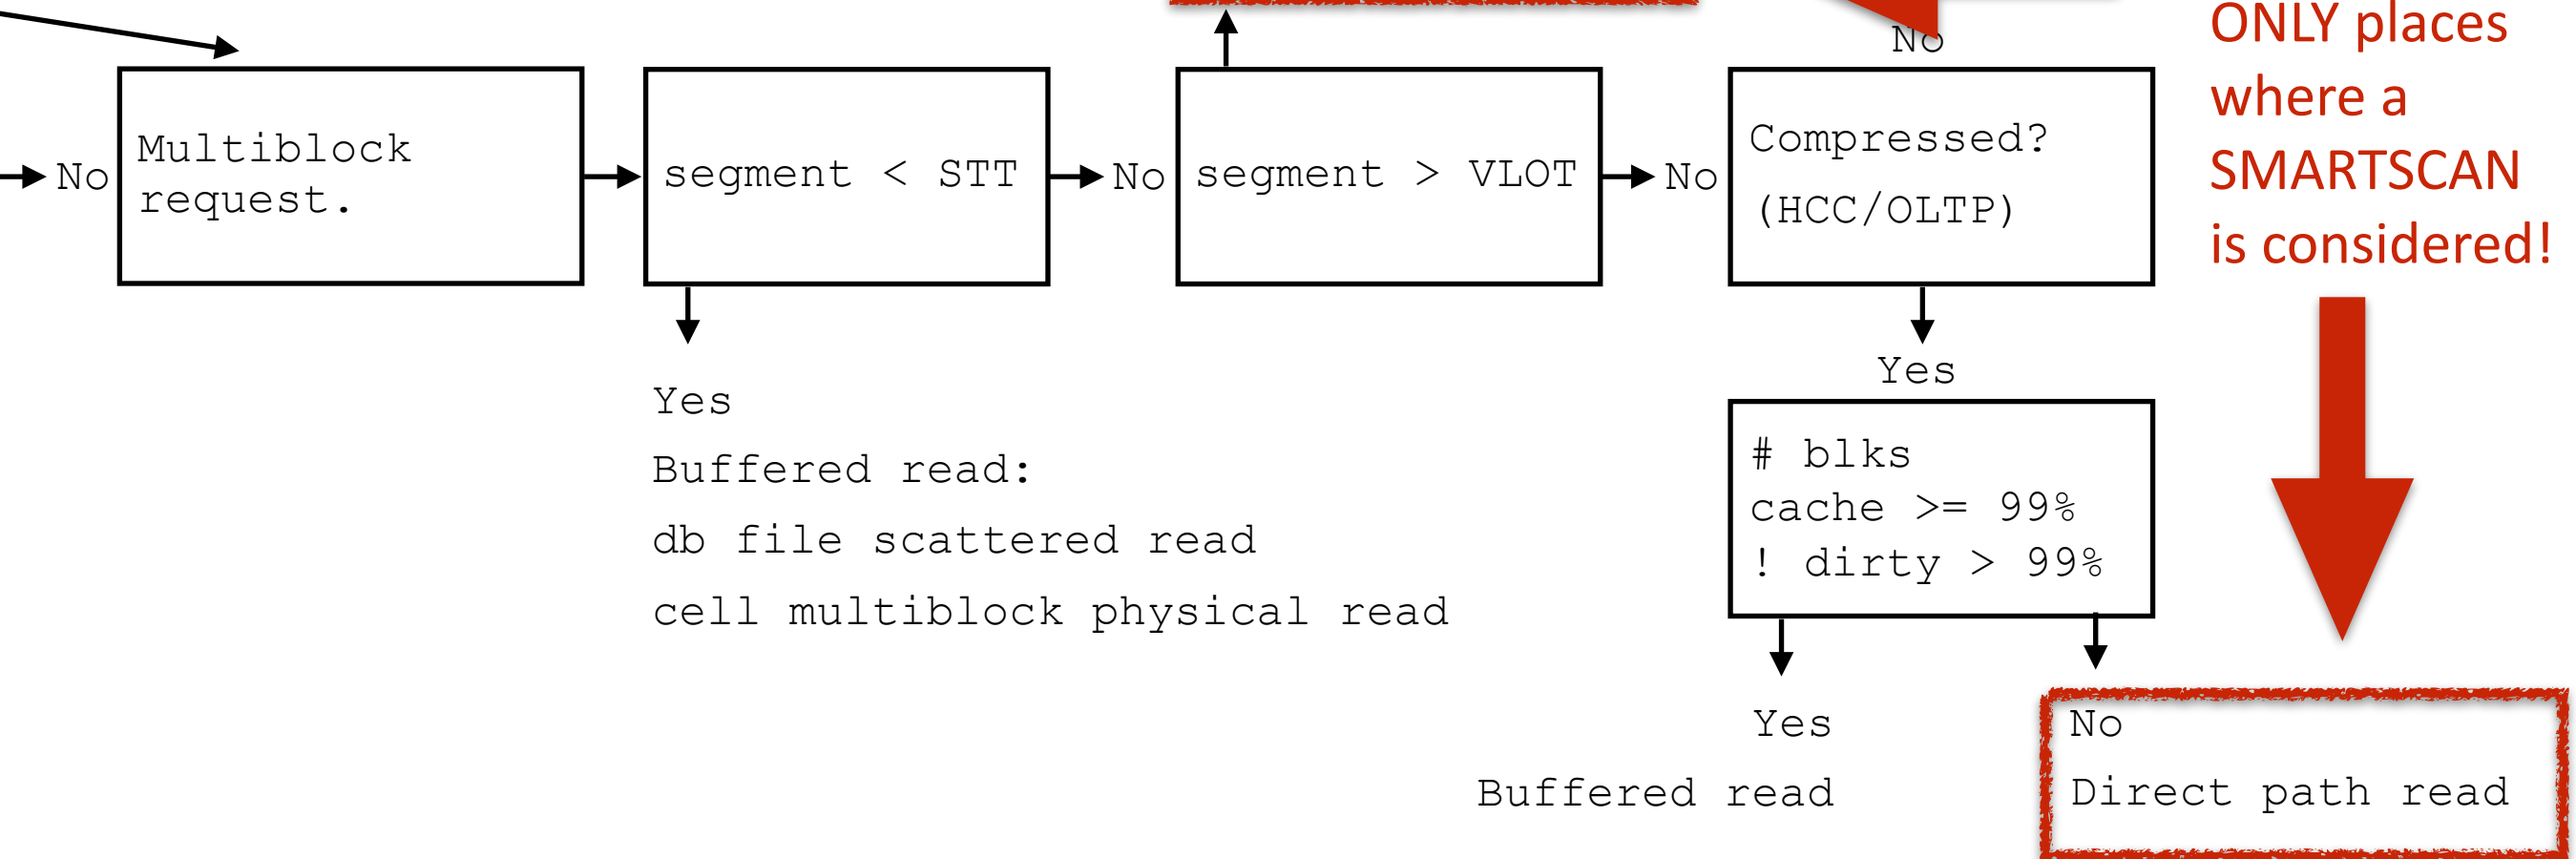 No
ONLY places
where a
SMARTSCAN
is considered!
No
Multiblock
request.
segment < STT
No
segment > VLOT
No
Compressed?
(HCC/OLTP)
Yes
Buffered read:
db file scattered read
cell multiblock physical read
Yes
# blks
cache >= 99%
! dirty > 99%
Yes
Buffered read
No
Direct path read